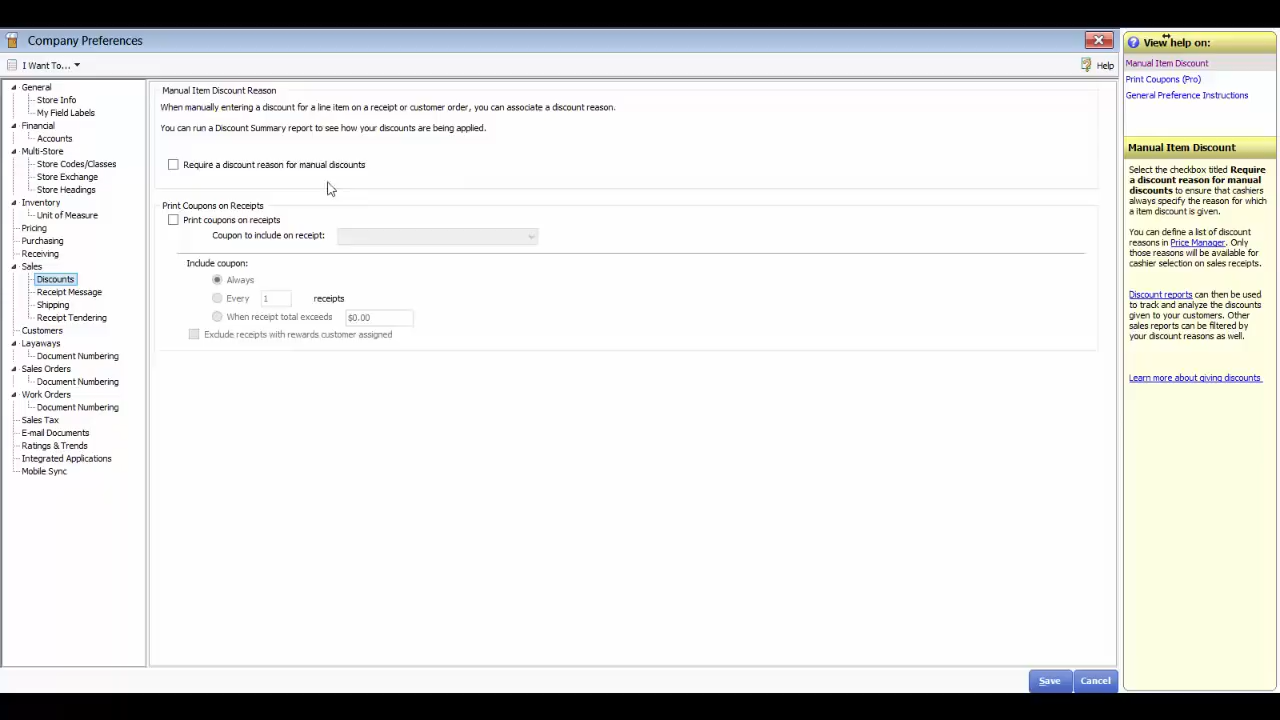 Company Preferences
I Want To...
Help
General
Store Info
My Field Labels
Financial
Accounts
Multi-Store
Store Codes/Classes
Store Exchange
Store Headings
Inventory
Unit of Measure
Pricing
Purchasing
Receiving
Sales
Discounts
Receipt Message
Shipping
Receipt Tendering
Customers
Layaways
Document Numbering
Sales Orders
Document Numbering
Work Orders
Document Numbering
Sales Tax
E-mail Documents
Ratings & Trends
Integrated Applications
Mobile Sync
Manual Item Discount Reason
When manually entering a discount for a line item on a receipt or customer order, you can associate a discount reason.
You can run a Discount Summary report to see how your discounts are being applied.
Require a discount reason for manual discounts
Print Coupons on Receipts
Print coupons on receipts
Coupon to include on receipt:
Include coupon:
Always
Every 1 receipts
When receipt total exceeds $0.00
Exclude receipts with rewards customer assigned
Save Cancel
View help on:
Manual Item Discount
Print Coupons (Pro)
General Preference Instructions
Manual Item Discount
Select the checkbox titled Require
a discount reason for manual
discounts to ensure that cashiers
always specify the reason for which
a item discount is given.
You can define a list of discount
reasons in Price Manager. Only
those reasons will be available for
cashier selection on sales receipts.
Discount reports can then be used
to track and analyze the discounts
given to your customers. Other
sales reports can be filtered by
your discount reasons as well.
Learn more about giving discounts